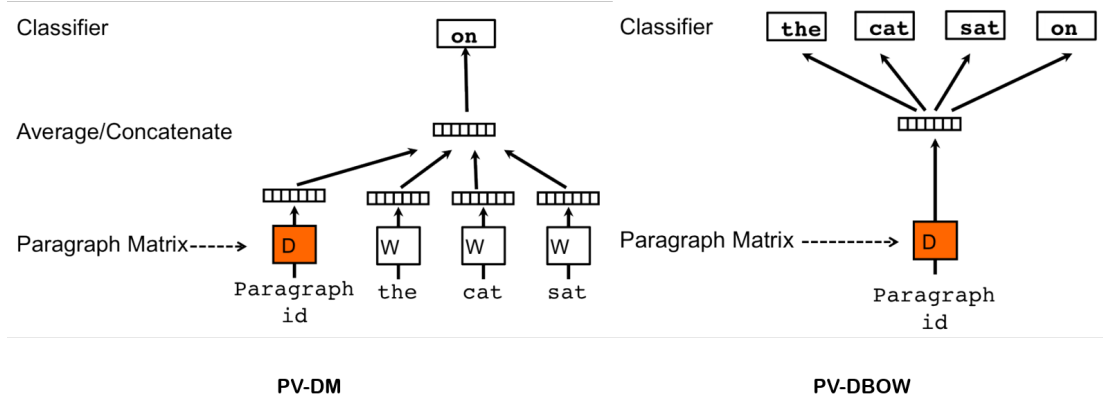 Classifier
on
Average/Concatenate
Paragraph Matrix
D
W
W
W
Paragraph
id
the
cat
sat
PV-DM
Classifier
the
cat
sat
on
Paragraph Matrix
D
Paragraph
id
PV-DBOW